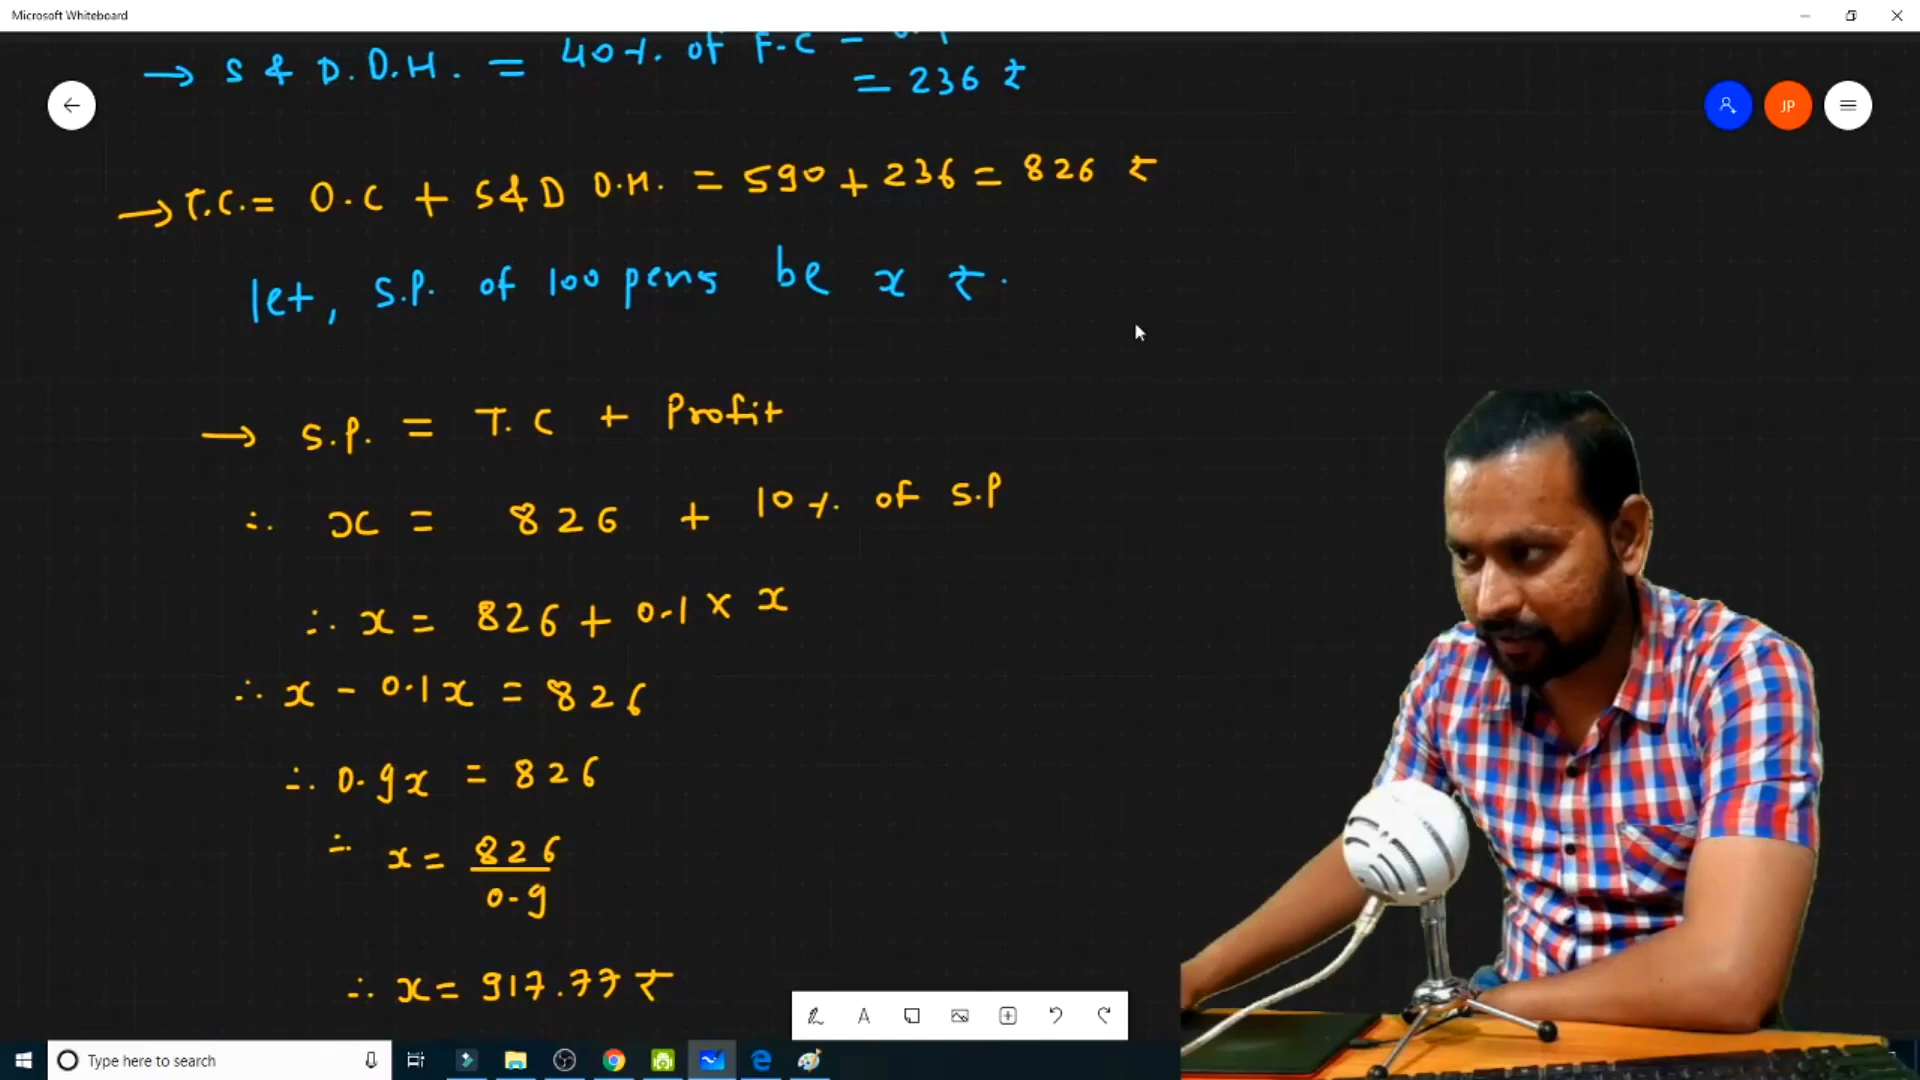 Microsoft Whiteboard
→ S & D. O.H. = 40%. of F.C =
= 236 ₹
JP
→ T.C. = O.C + S&D O.H. = 590 + 236 = 826 ₹
let, S.P. of 100 pens be x ₹.
→ S.P. = T.C + Profit
∴ x = 826 + 10%. of S.P
∴ x = 826 + 0.1 × x
∴ x - 0.1x = 826
∴ 0.9x = 826
∴ x = 826
0.9
∴ x = 917.77 ₹
Type here to search